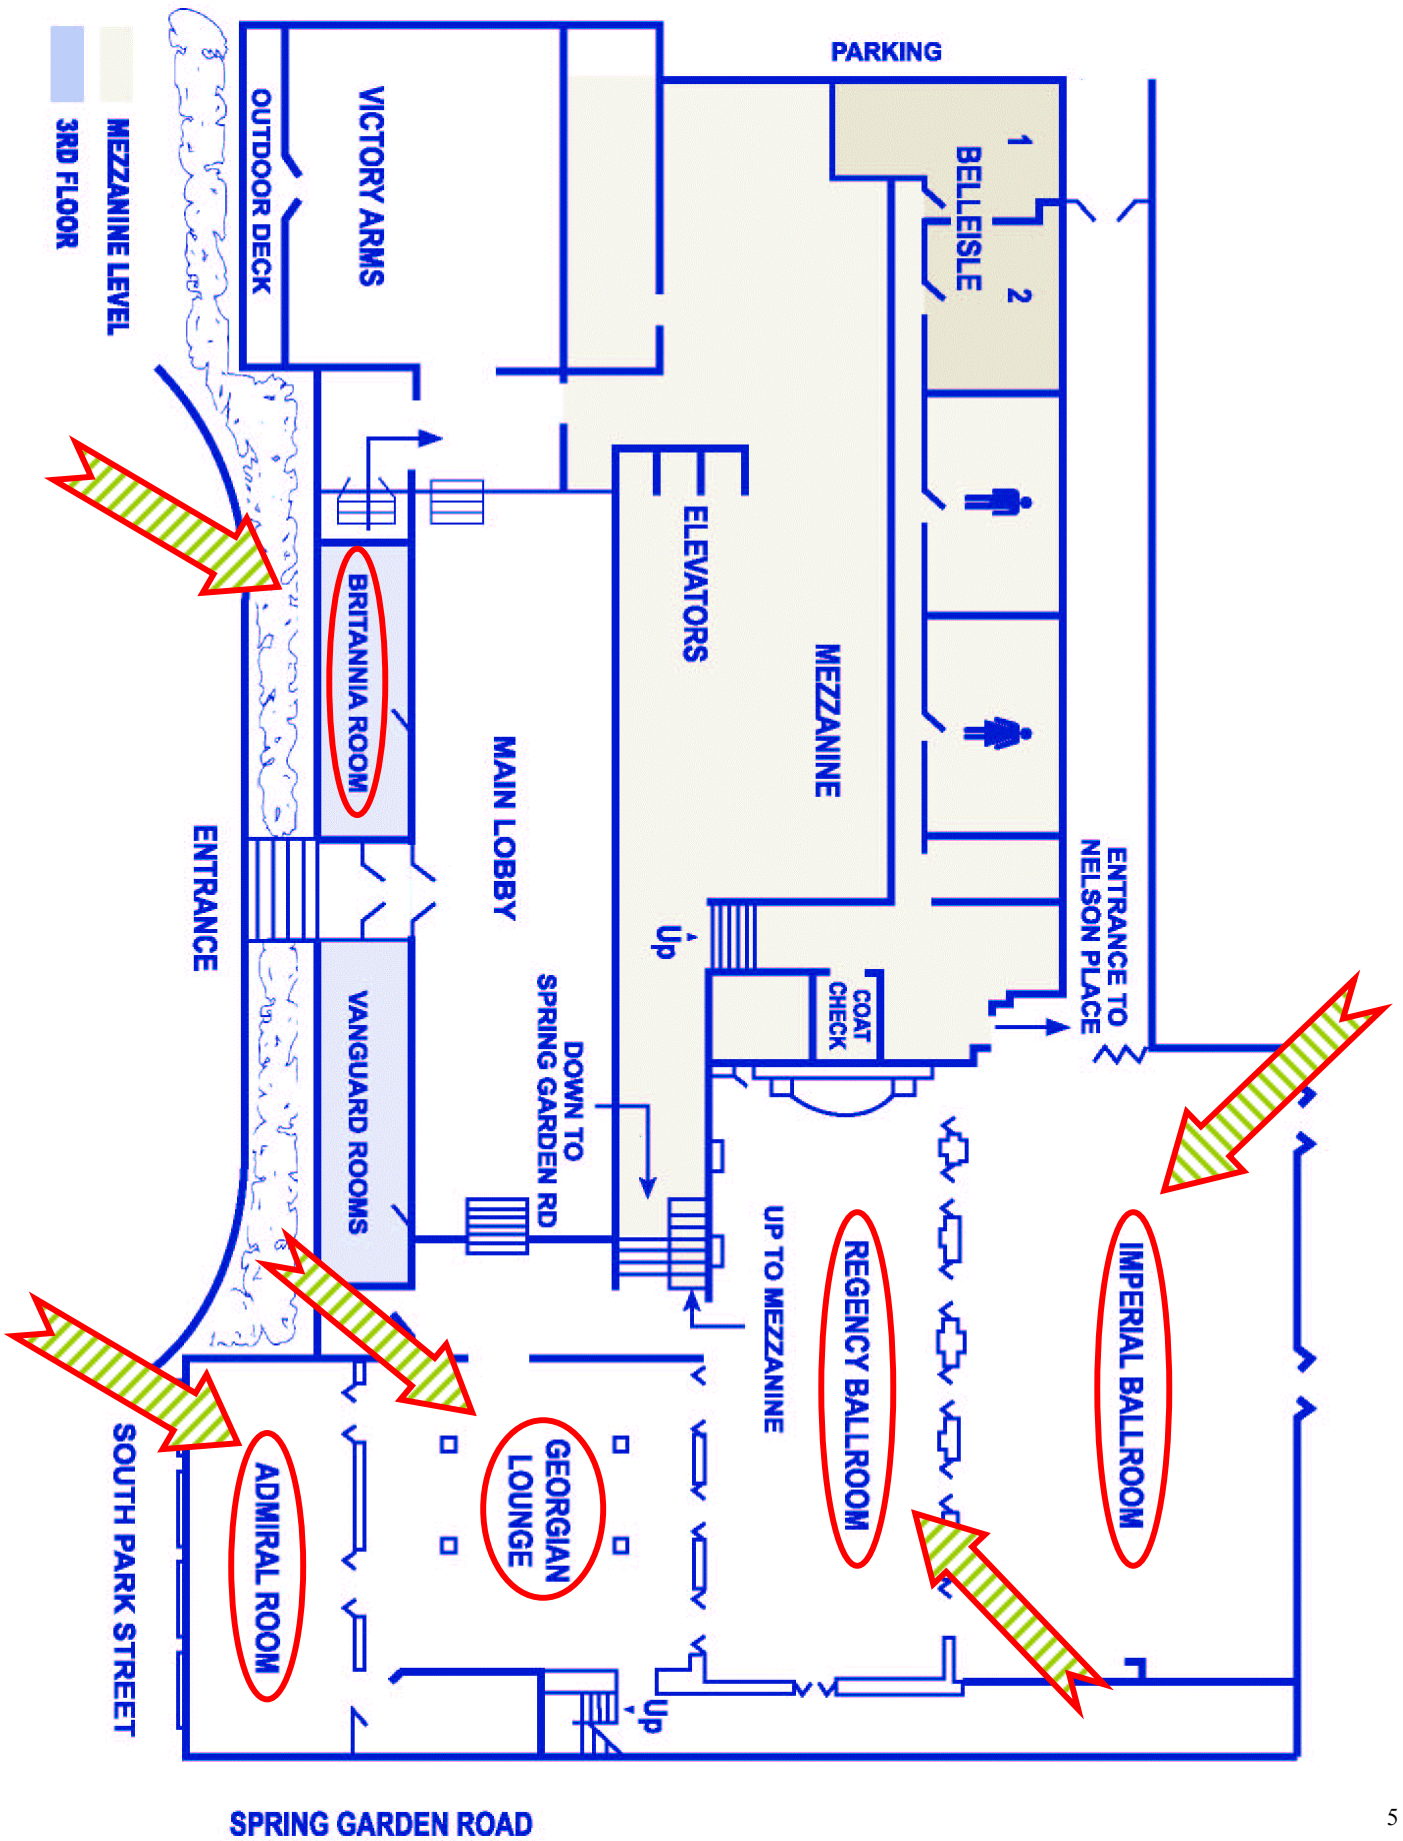 PARKING
MEZZANINE LEVEL
3RD FLOOR
OUTDOOR DECK
VICTORY ARMS
BELLEISLE
1
2
ELEVATORS
MEZZANINE
BRITANNIA ROOM
MAIN LOBBY
ENTRANCE
ENTRANCE TO
NELSON PLACE
Up
COAT
CHECK
VANGUARD ROOMS
DOWN TO
SPRING GARDEN RD
UP TO MEZZANINE
REGENCY BALLROOM
IMPERIAL BALLROOM
GEORGIAN
LOUNGE
ADMIRAL ROOM
SOUTH PARK STREET
Up
SPRING GARDEN ROAD
5